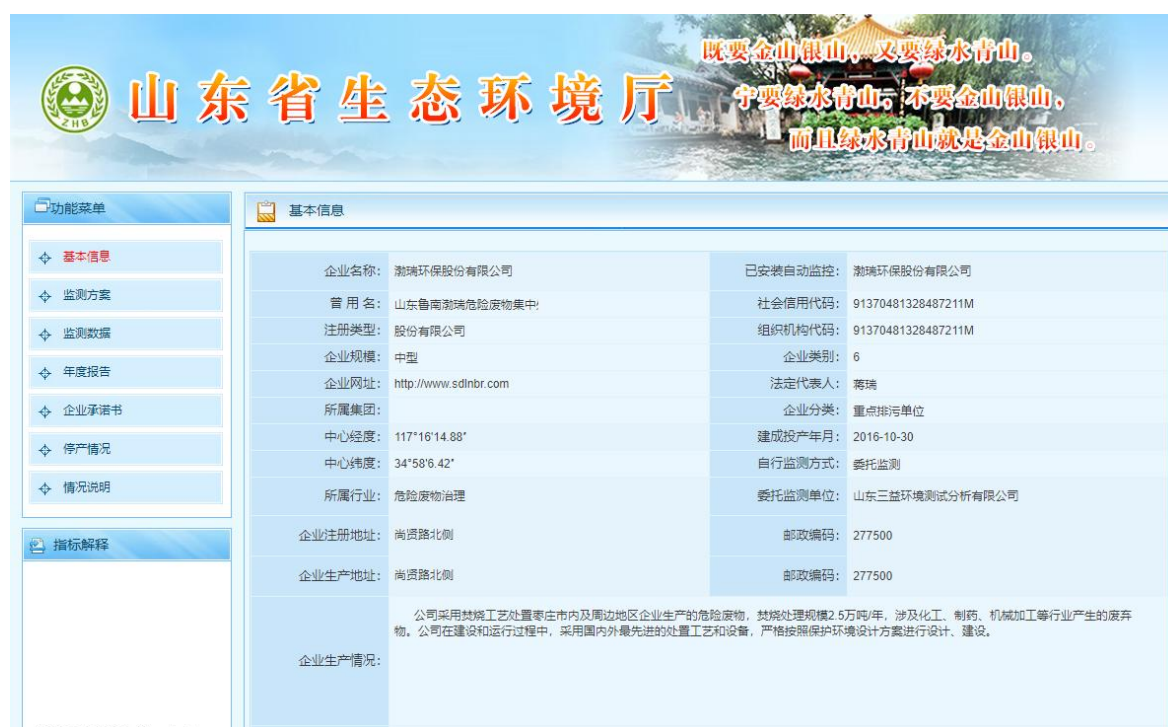 既要金山银山，又要绿水青山。
宁要绿水青山，不要金山银山，
而且绿水青山就是金山银山。
ZHB
山东省生态环境厅
功能菜单
基本信息
监测方案
监测数据
年度报告
企业承诺书
停产情况
情况说明
指标解释
基本信息
企业名称: 渤瑞环保股份有限公司 已安装自动监控: 渤瑞环保股份有限公司
曾用名: 山东鲁南渤瑞危险废物集中 社会信用代码: 91370481328487211M
注册类型: 股份有限公司 组织机构代码: 91370481328487211M
企业规模: 中型 企业类别: 6
企业网址: http://www.sdlnbr.com 法定代表人: 蒋瑞
所属集团: 企业分类: 重点排污单位
中心经度: 117°16'14.88" 建成投产年月: 2016-10-30
中心纬度: 34°58'6.42" 自行监测方式: 委托监测
所属行业: 危险废物治理 委托监测单位: 山东三益环境测试分析有限公司
企业注册地址: 尚贤路北侧 邮政编码: 277500
企业生产地址: 尚贤路北侧 邮政编码: 277500
企业生产情况: 公司采用焚烧工艺处置枣庄市内及周边地区企业生产的危险废物，焚烧处理规模2.5万吨/年，涉及化工、制药、机械加工等行业产生的废弃
物。公司在建设和运行过程中，采用国内外最先进的处置工艺和设备，严格按照保护环境设计方案进行设计、建设。